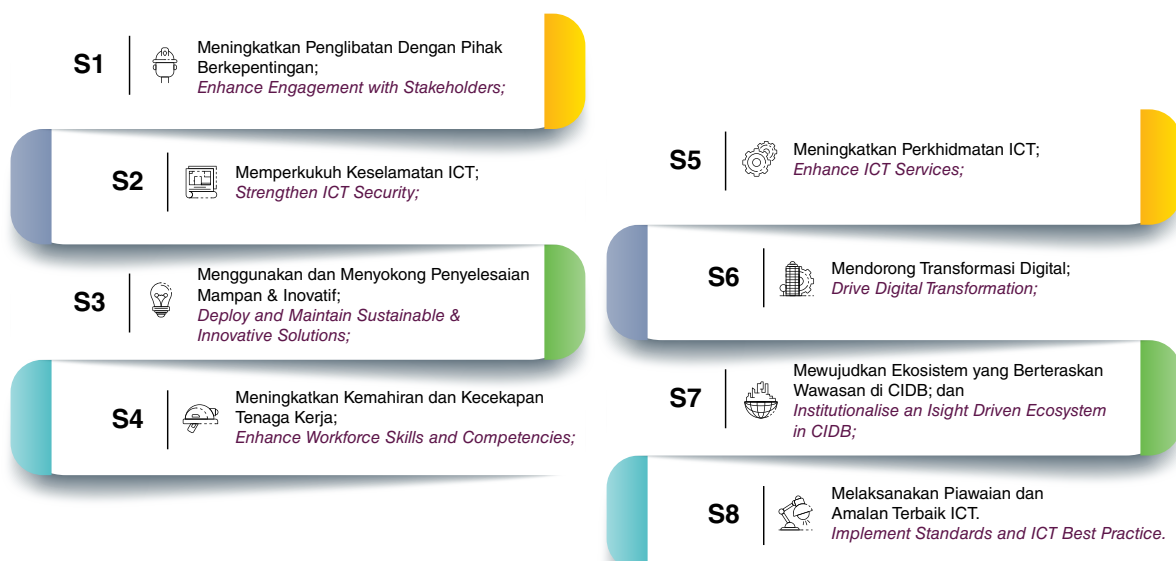 S1
Meningkatkan Penglibatan Dengan Pihak
Berkepentingan;
Enhance Engagement with Stakeholders;
S2
Memperkukuh Keselamatan ICT;
Strengthen ICT Security;
S3
Menggunakan dan Menyokong Penyelesaian
Mampan & Inovatif;
Deploy and Maintain Sustainable &
Innovative Solutions;
S4
Meningkatkan Kemahiran dan Kecekapan
Tenaga Kerja;
Enhance Workforce Skills and Competencies;
S5
Meningkatkan Perkhidmatan ICT;
Enhance ICT Services;
S6
Mendorong Transformasi Digital;
Drive Digital Transformation;
S7
Mewujudkan Ekosistem yang Berteraskan
Wawasan di CIDB; dan
Institutionalise an Isight Driven Ecosystem
in CIDB;
S8
Melaksanakan Piawaian dan
Amalan Terbaik ICT.
Implement Standards and ICT Best Practice.